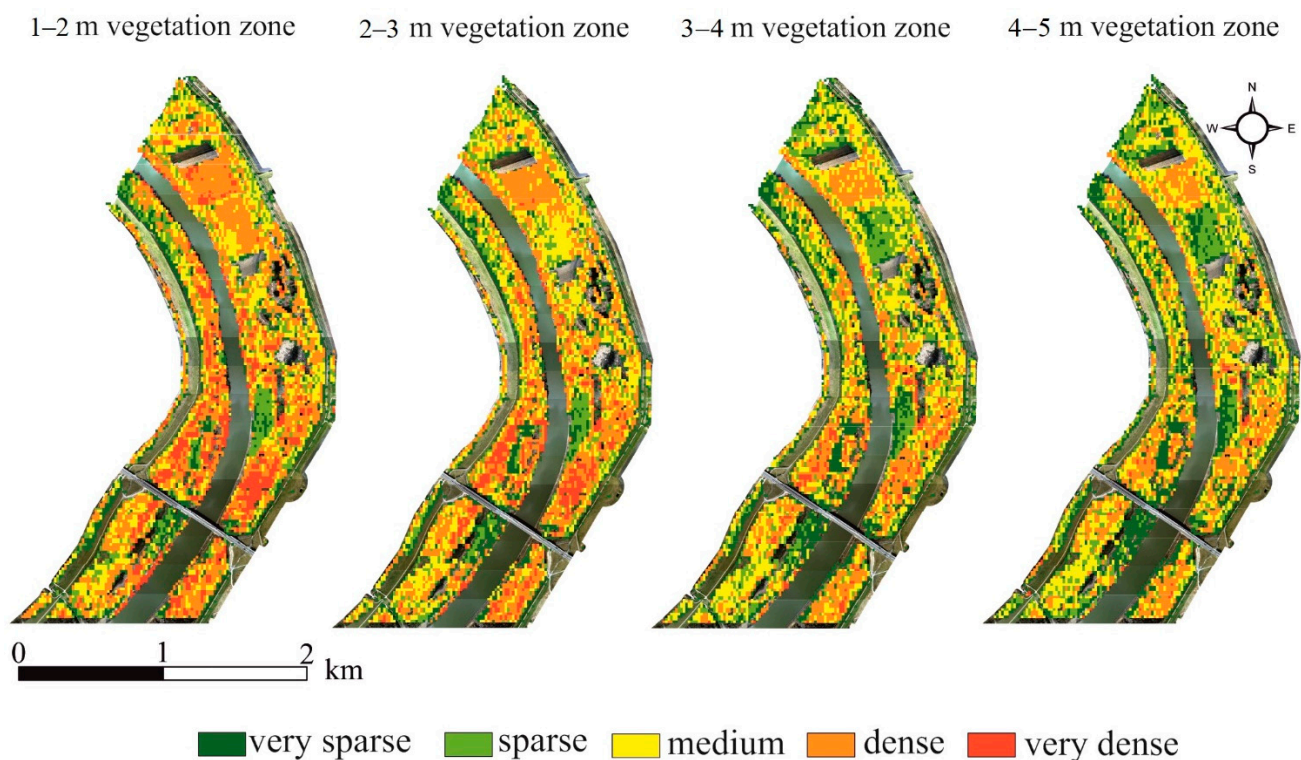 1–2 m vegetation zone
2–3 m vegetation zone
3–4 m vegetation zone
4–5 m vegetation zone
N
W E
S
0 1 2 km
very sparse sparse medium dense very dense